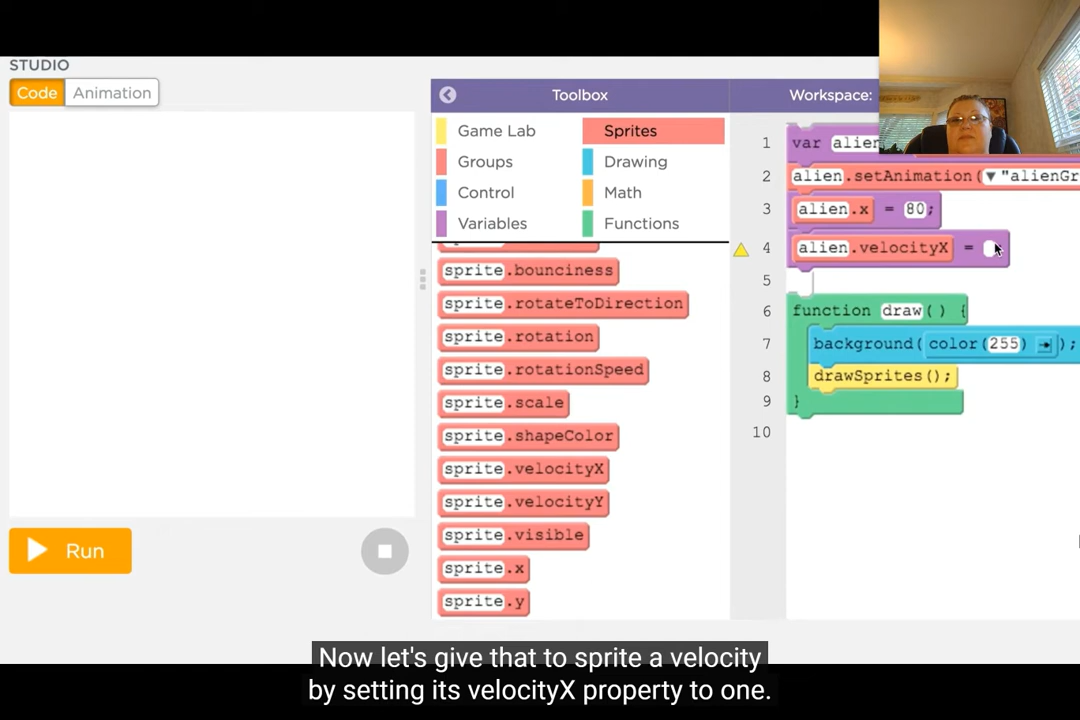 STUDIO
Code Animation
Toolbox
Workspace:
Game Lab Sprites
Groups Drawing
Control Math
Variables Functions
sprite.bounciness
sprite.rotateToDirection
sprite.rotation
sprite.rotationSpeed
sprite.scale
sprite.shapeColor
sprite.velocityX
sprite.velocityY
sprite.visible
sprite.x
sprite.y
1 var alien
2 alien.setAnimation(▼"alienGr
3 alien.x = 80;
4 alien.velocityX =
5
6 function draw() {
7 background(color(255) );
8 drawSprites();
9 }
10
Run
Now let's give that to sprite a velocity
by setting its velocityX property to one.